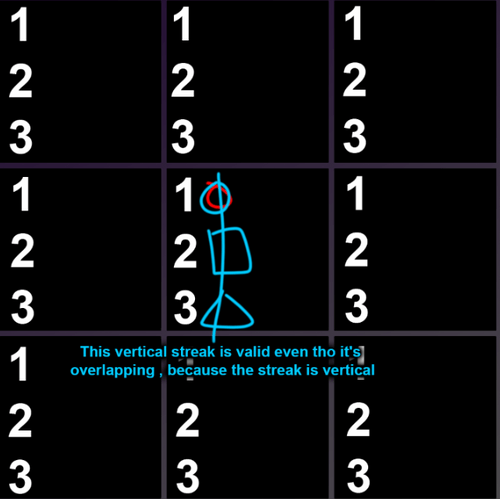 1 1 1
2 2 2
3 3 3
1 1 1
2 2 2
3 3 3
This vertical streak is valid even tho it's
overlapping , because the streak is vertical
1
2 2 2
3 3 3